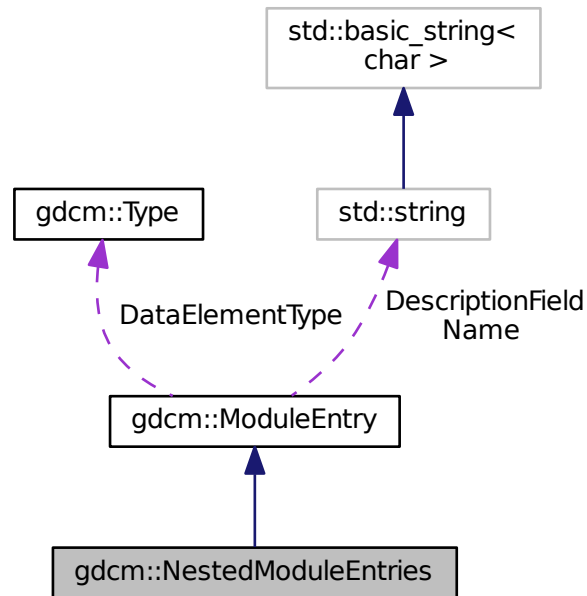 std::basic_string<
char >
gdcm::Type
std::string
DataElementType
DescriptionField
Name
gdcm::ModuleEntry
gdcm::NestedModuleEntries